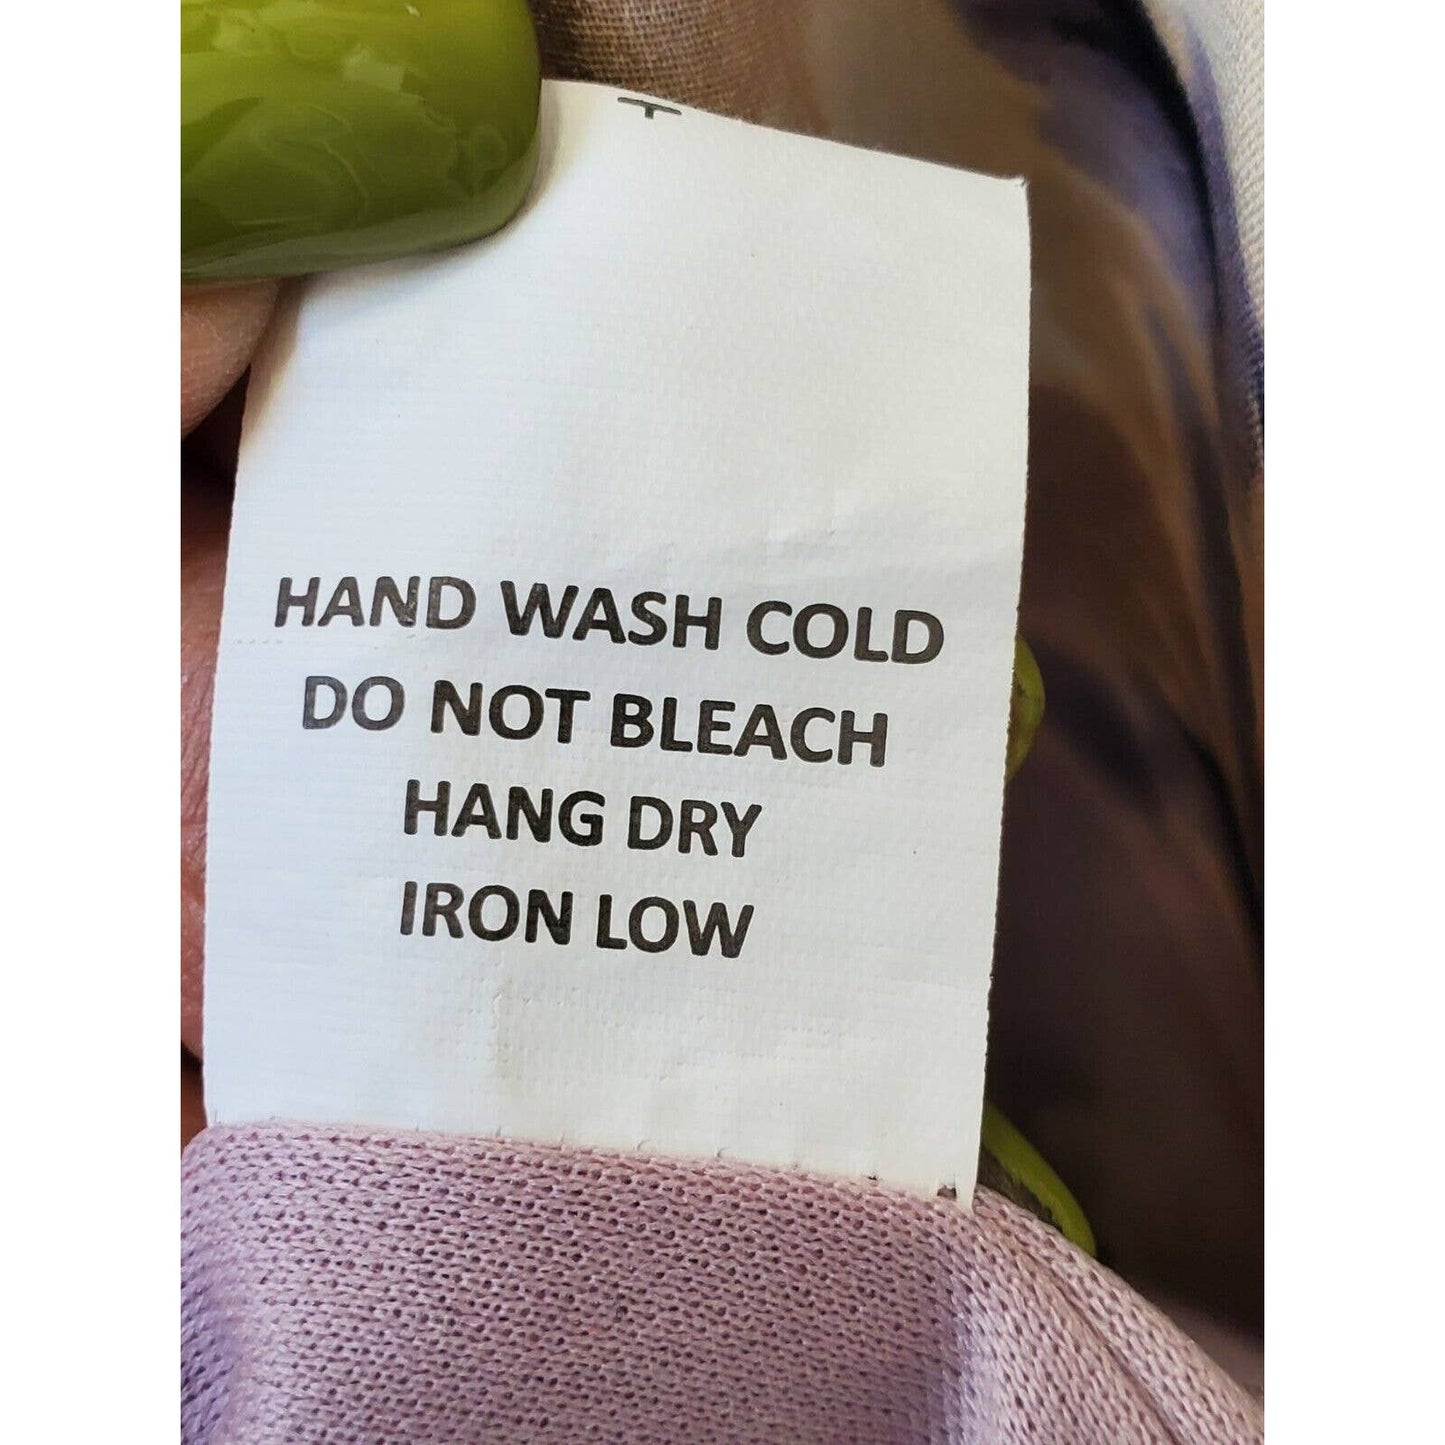 HAND WASH COLD
DO NOT BLEACH
HANG DRY
IRON LOW